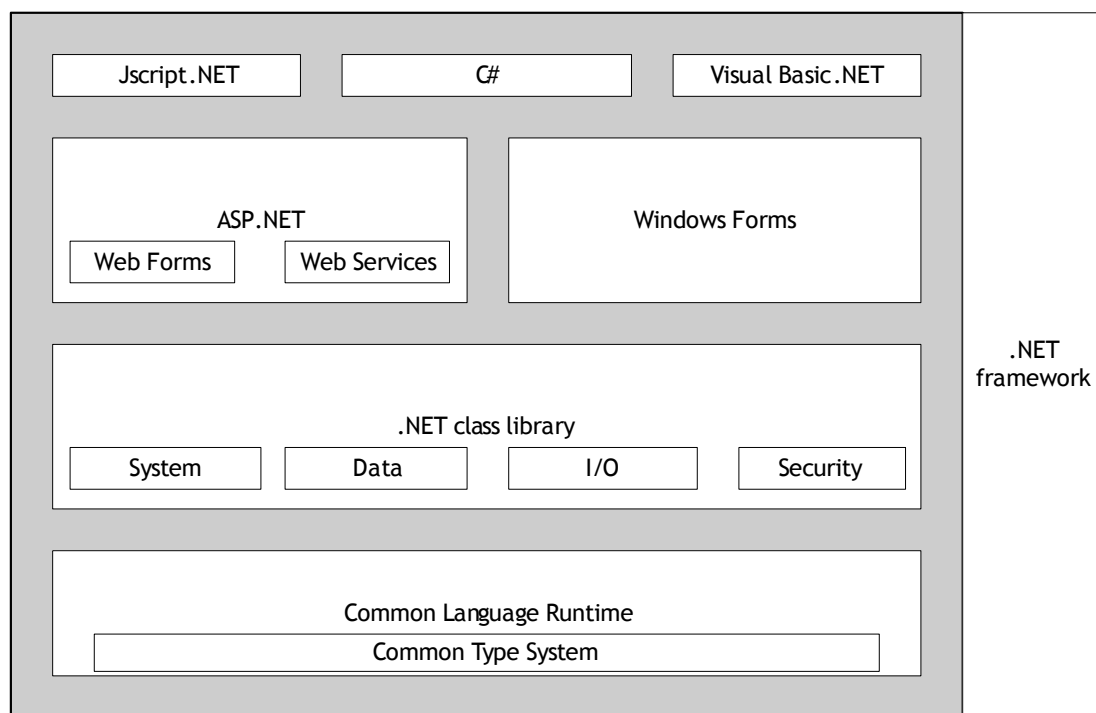 Jscript.NET
C#
Visual Basic.NET
ASP.NET
Web Forms
Web Services
Windows Forms
.NET class library
System
Data
I/O
Security
Common Language Runtime
Common Type System
.NET
framework